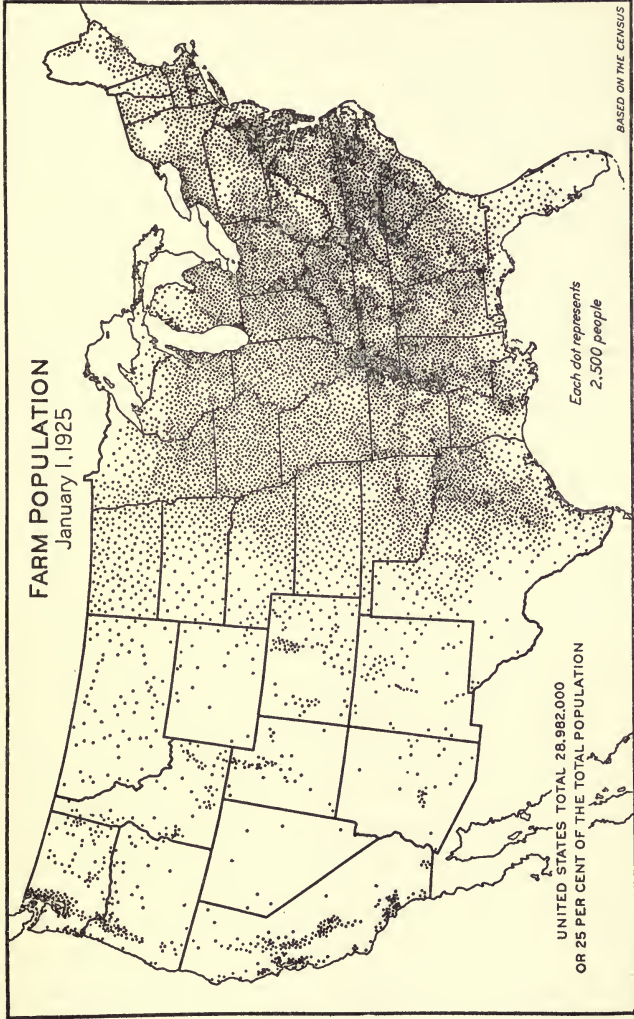 FARM POPULATION
January 1, 1925
Each dot represents
2,500 people
UNITED STATES TOTAL 28.982.000
OR 25 PER CENT OF THE TOTAL POPULATION
BASED ON THE CENSUS